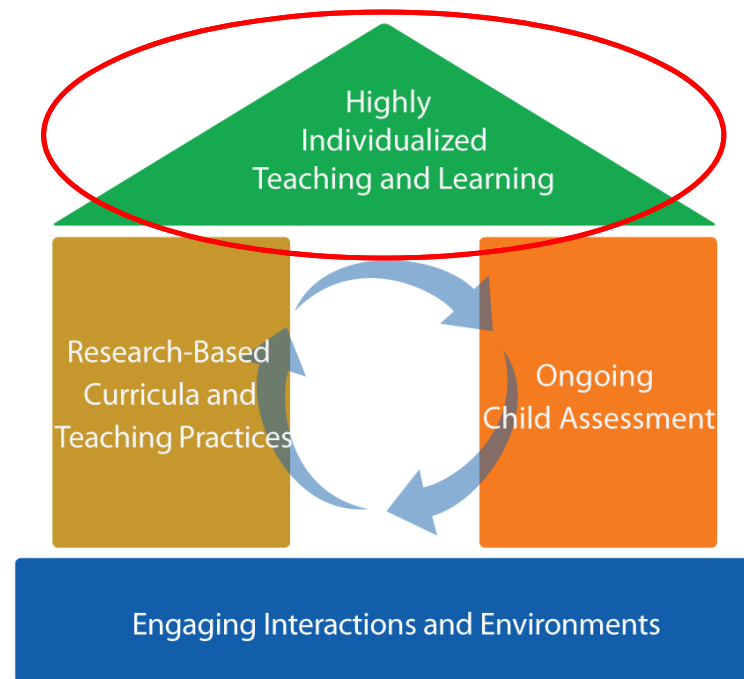 Highly
Individualized
Teaching and Learning
Research-Based
Curricula and
Teaching Practices
Ongoing
Child Assessment
Engaging Interactions and Environments